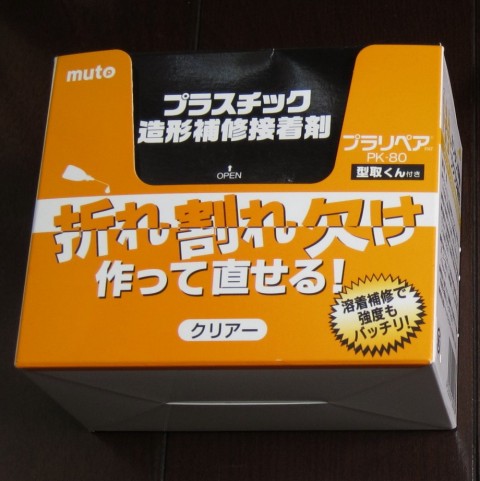 muto
プラスチック
造形補修接着剤
OPEN
プラリペア
PK-80
型取くん付き
折れ割れ欠け
作って直せる!
溶着補修で
強度も
バッチリ!
クリアー